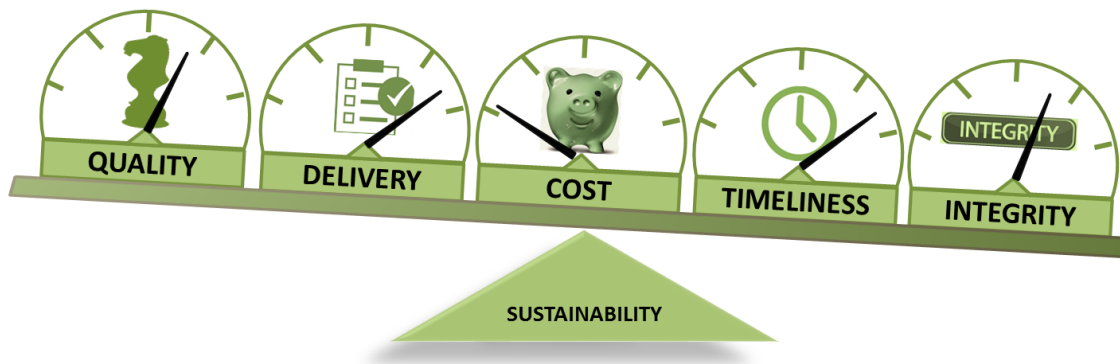 INTEGRITY
QUALITY
DELIVERY
COST
TIMELINESS
INTEGRITY
SUSTAINABILITY